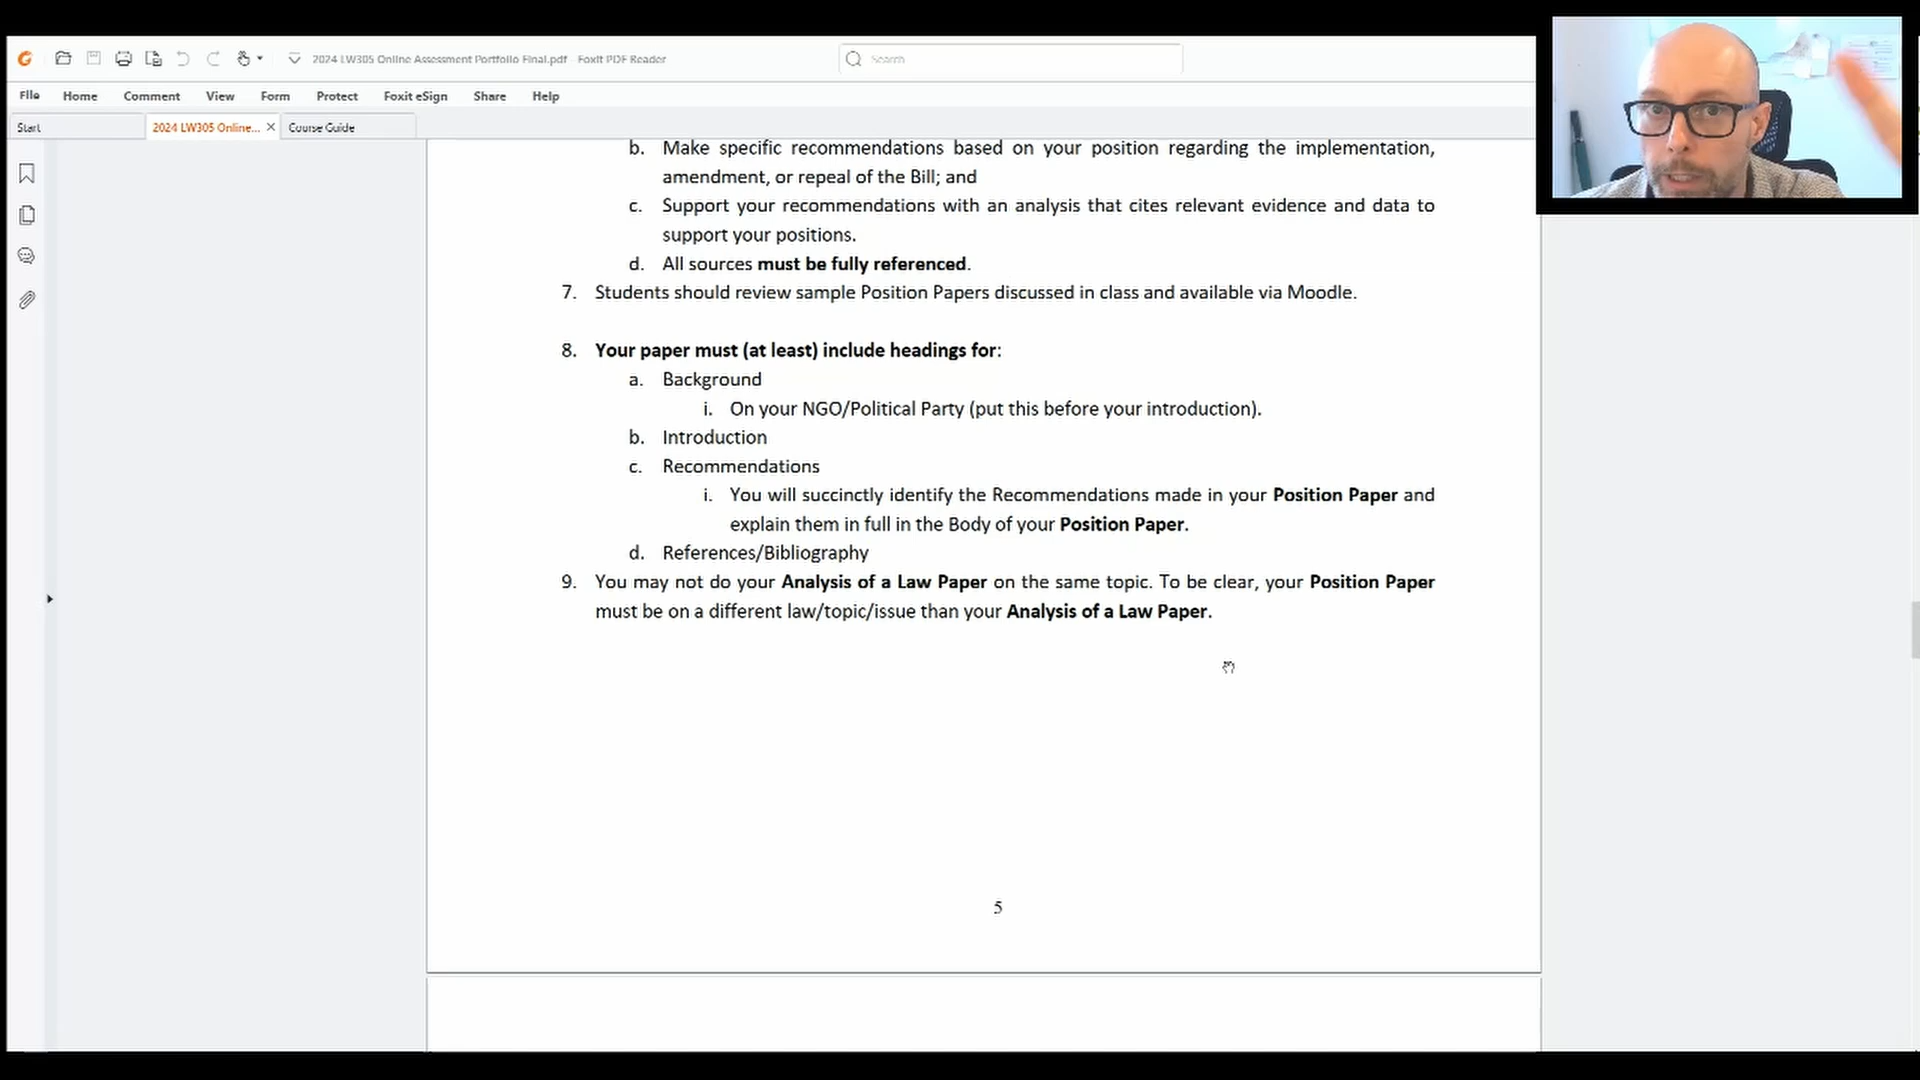 2024 LW305 Online Assessment Portfolio Final.pdf - Foxit PDF Reader
Search
File Home Comment View Form Protect Foxit eSign Share Help
Start 2024 LW305 Online... Course Guide
b. Make specific recommendations based on your position regarding the implementation,
amendment, or repeal of the Bill; and
c. Support your recommendations with an analysis that cites relevant evidence and data to
support your positions.
d. All sources must be fully referenced.
7. Students should review sample Position Papers discussed in class and available via Moodle.
8. Your paper must (at least) include headings for:
a. Background
i. On your NGO/Political Party (put this before your introduction).
b. Introduction
c. Recommendations
i. You will succinctly identify the Recommendations made in your Position Paper and
explain them in full in the Body of your Position Paper.
d. References/Bibliography
9. You may not do your Analysis of a Law Paper on the same topic. To be clear, your Position Paper
must be on a different law/topic/issue than your Analysis of a Law Paper.
5